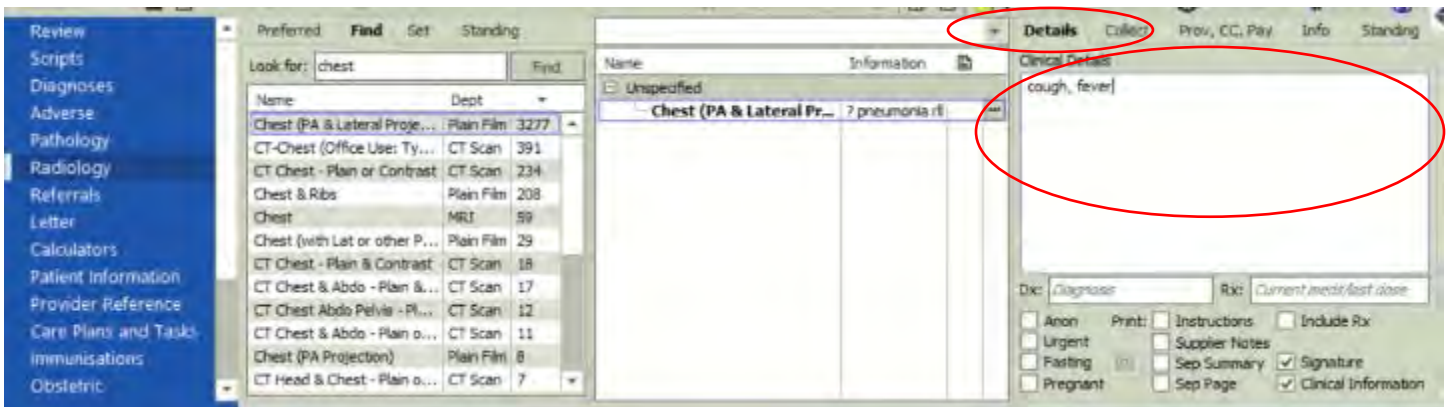 Review
Scripts
Diagnoses
Adverse
Pathology
Radiology
Referrals
Letter
Calculators
Patient Information
Provider Reference
Care Plans and Tasks
Immunisations
Obstetric
Preferred Find Set Standing
Look for: chest Find
Name Dept
Chest (PA & Lateral Proje... Plain Film 3277
CT-Chest (Office Use: Ty... CT Scan 391
CT Chest - Plain or Contrast CT Scan 234
Chest & Ribs Plain Film 208
Chest MRI 59
Chest (with Lat or other P... Plain Film 29
CT Chest - Plain & Contrast CT Scan 18
CT Chest & Abdo - Plain &... CT Scan 17
CT Chest Abdo Pelvis - Pl... CT Scan 12
CT Chest & Abdo - Plain o... CT Scan 11
Chest (PA Projection) Plain Film 8
CT Head & Chest - Plain o... CT Scan 7
Name Information
Unspecified
Chest (PA & Lateral Pr... ? pneumonia rl
Details Collect Prov, CC, Pay Info Standing
Clinical Details
cough, fever
Dx: Diagnosis Rx: Current meds/last dose
Anon Print: Instructions Include Rx
Urgent Supplier Notes
Fasting Sep Summary Signature
Pregnant Sep Page Clinical Information